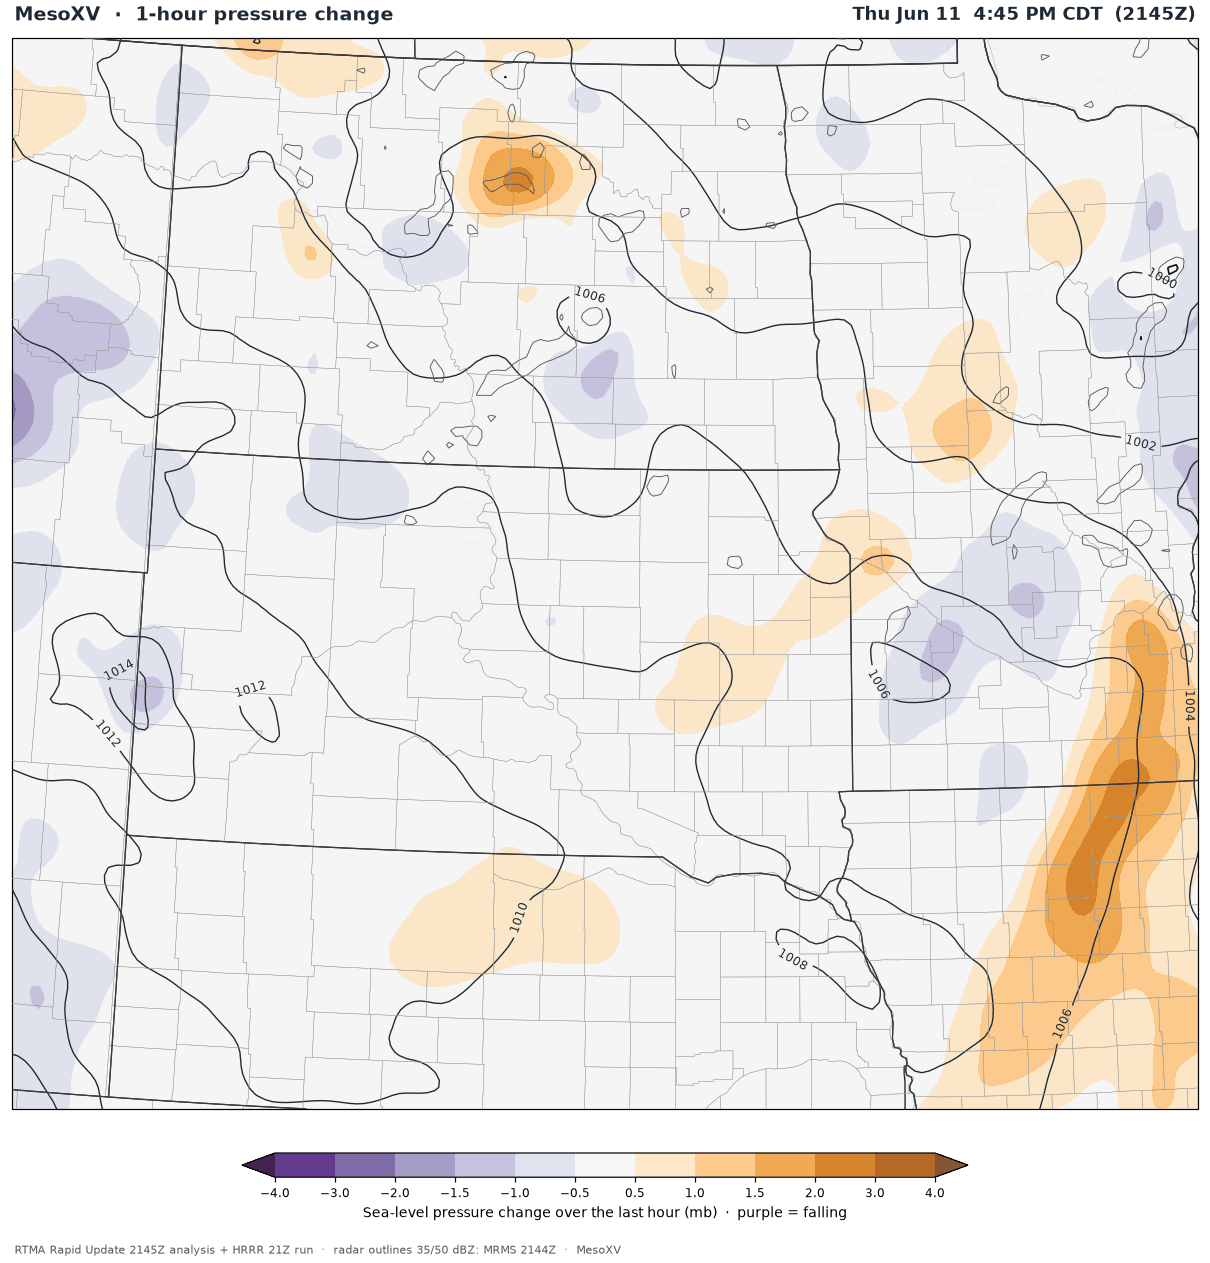 MesoXV · 1-hour pressure change
Thu Jun 11 4:45 PM CDT (2145Z)
1000
1006
1002
1014
1012
1012
1006
1004
1010
1008
1006
−4.0 −3.0 −2.0 −1.5 −1.0 −0.5 0.5 1.0 1.5 2.0 3.0 4.0
Sea-level pressure change over the last hour (mb) · purple = falling
RTMA Rapid Update 2145Z analysis + HRRR 21Z run · radar outlines 35/50 dBZ: MRMS 2144Z · MesoXV